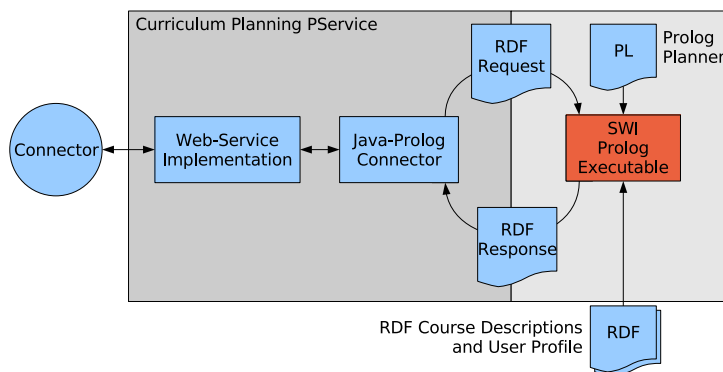 Curriculum Planning PService
RDF
Request
PL
Prolog
Planner
Connector
Web-Service
Implementation
Java-Prolog
Connector
SWI
Prolog
Executable
RDF
Response
RDF Course Descriptions
and User Profile
RDF